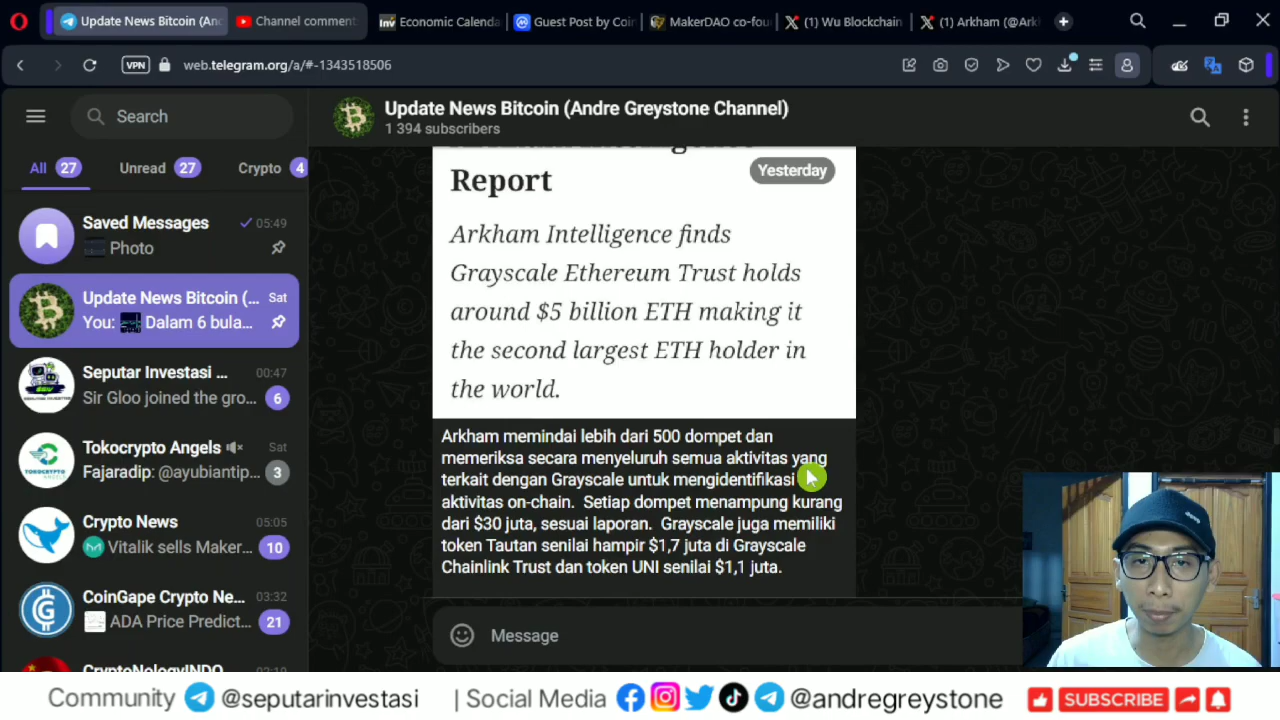 Update News Bitcoin (And
Channel comment
Economic Calenda
Guest Post by Coin
MakerDAO co-fou
(1) Wu Blockchain
(1) Arkham (@Ark
VPN
web.telegram.org/a/#-1343518506
Search
All 27
Unread 27
Crypto 4
Saved Messages 05:49
Photo
Update News Bitcoin (... Sat
You: Dalam 6 bula...
Seputar Investasi ... 00:47
Sir Gloo joined the gro... 6
Tokocrypto Angels Sat
Fajaradip: @ayubiantip... 3
Crypto News 05:05
Vitalik sells Maker... 10
CoinGape Crypto Ne... 03:32
ADA Price Predict... 21
CryptoNologyINDO
Update News Bitcoin (Andre Greystone Channel)
1 394 subscribers
Yesterday
Report
Arkham Intelligence finds
Grayscale Ethereum Trust holds
around $5 billion ETH making it
the second largest ETH holder in
the world.
Arkham memindai lebih dari 500 dompet dan
memeriksa secara menyeluruh semua aktivitas yang
terkait dengan Grayscale untuk mengidentifikasi
aktivitas on-chain. Setiap dompet menampung kurang
dari $30 juta, sesuai laporan. Grayscale juga memiliki
token Tautan senilai hampir $1,7 juta di Grayscale
Chainlink Trust dan token UNI senilai $1,1 juta.
Message
Community @seputarinvestasi | Social Media @andregreystone SUBSCRIBE